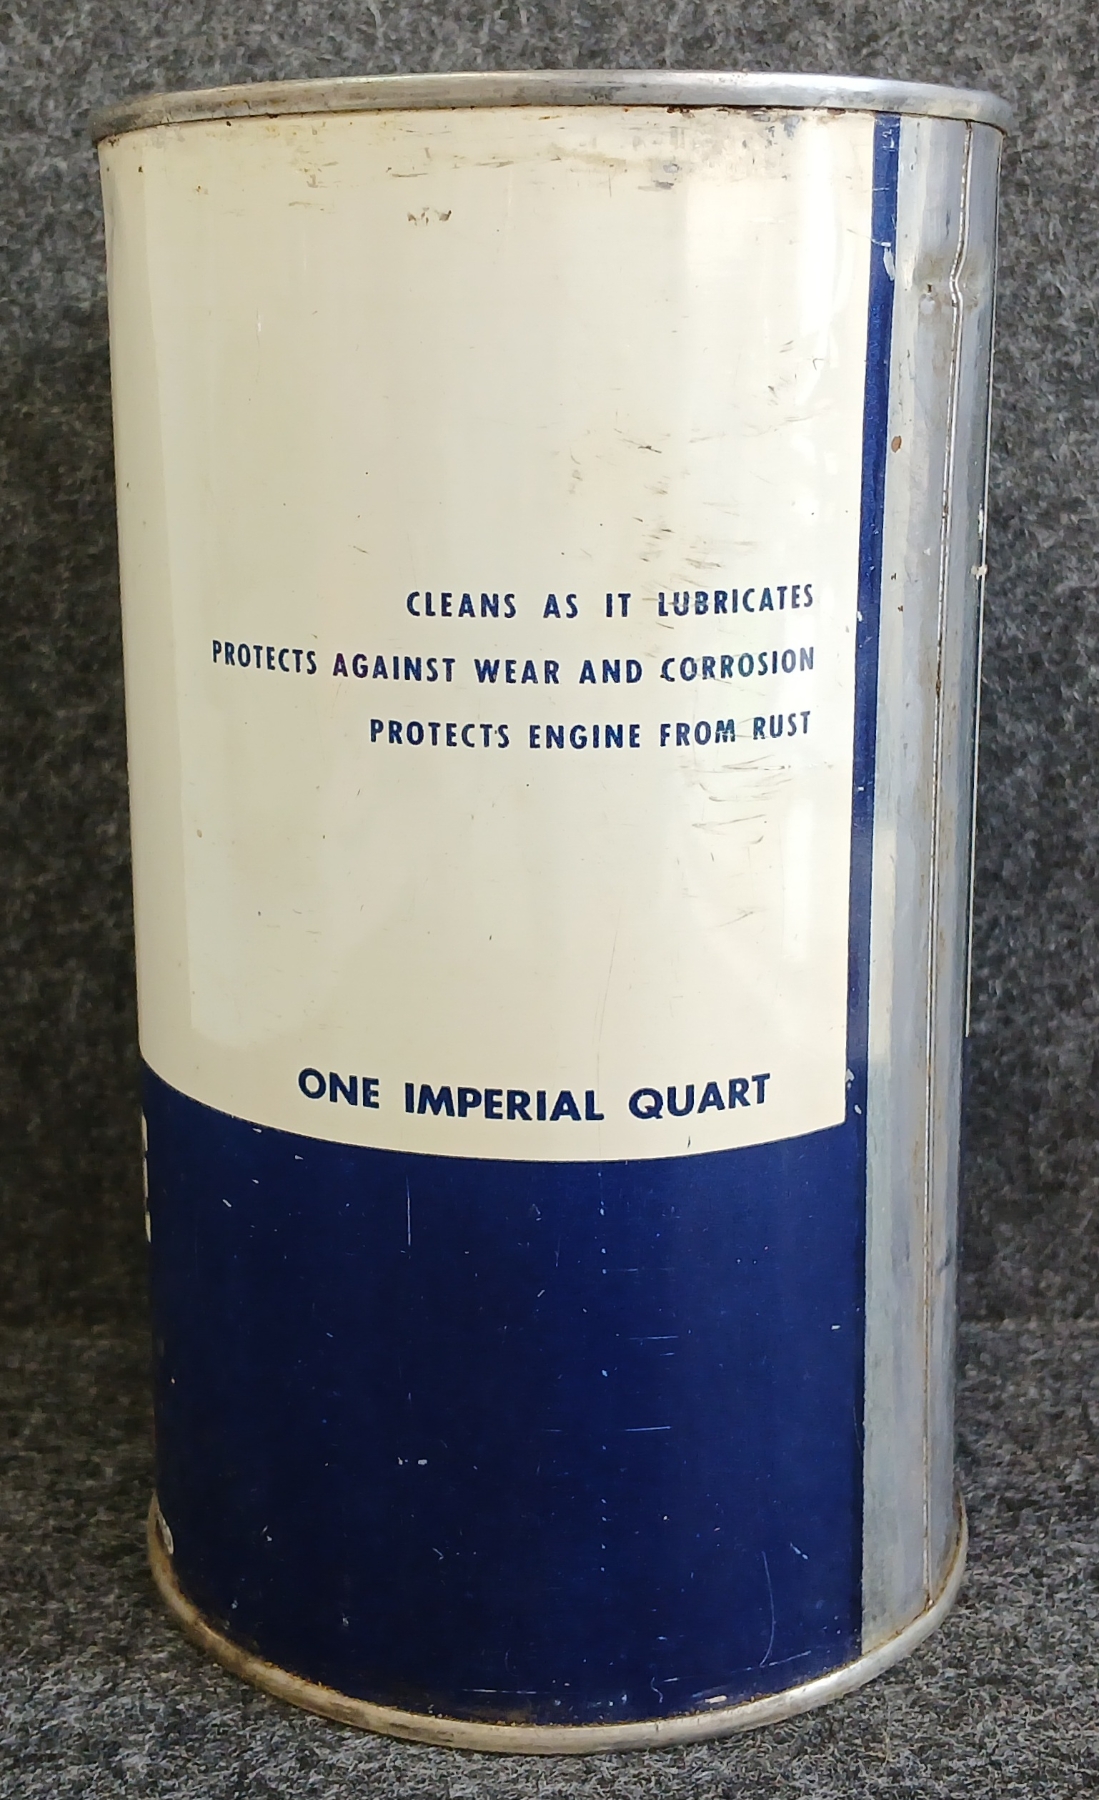 CLEANS AS IT LUBRICATES
PROTECTS AGAINST WEAR AND CORROSION
PROTECTS ENGINE FROM RUST
ONE IMPERIAL QUART